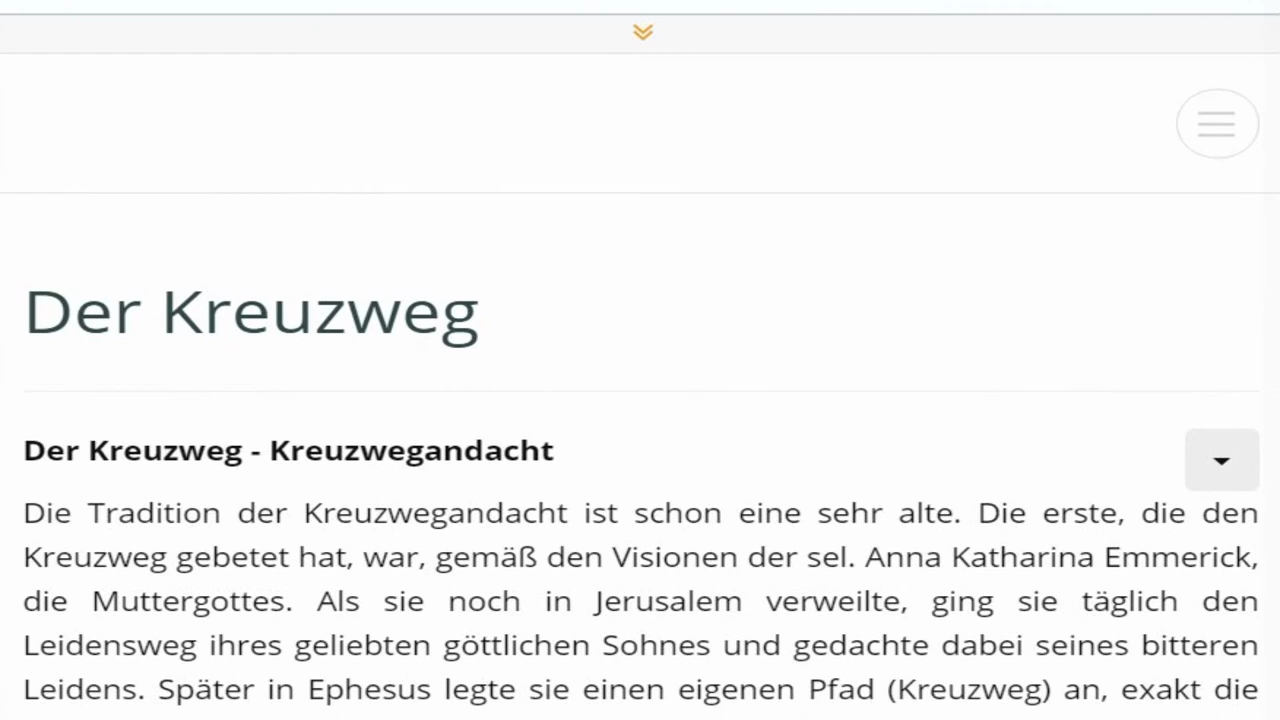 Der Kreuzweg
Der Kreuzweg - Kreuzwegandacht
Die Tradition der Kreuzwegandacht ist schon eine sehr alte. Die erste, die den
Kreuzweg gebetet hat, war, gemäß den Visionen der sel. Anna Katharina Emmerick,
die Muttergottes. Als sie noch in Jerusalem verweilte, ging sie täglich den
Leidensweg ihres geliebten göttlichen Sohnes und gedachte dabei seines bitteren
Leidens. Später in Ephesus legte sie einen eigenen Pfad (Kreuzweg) an, exakt die